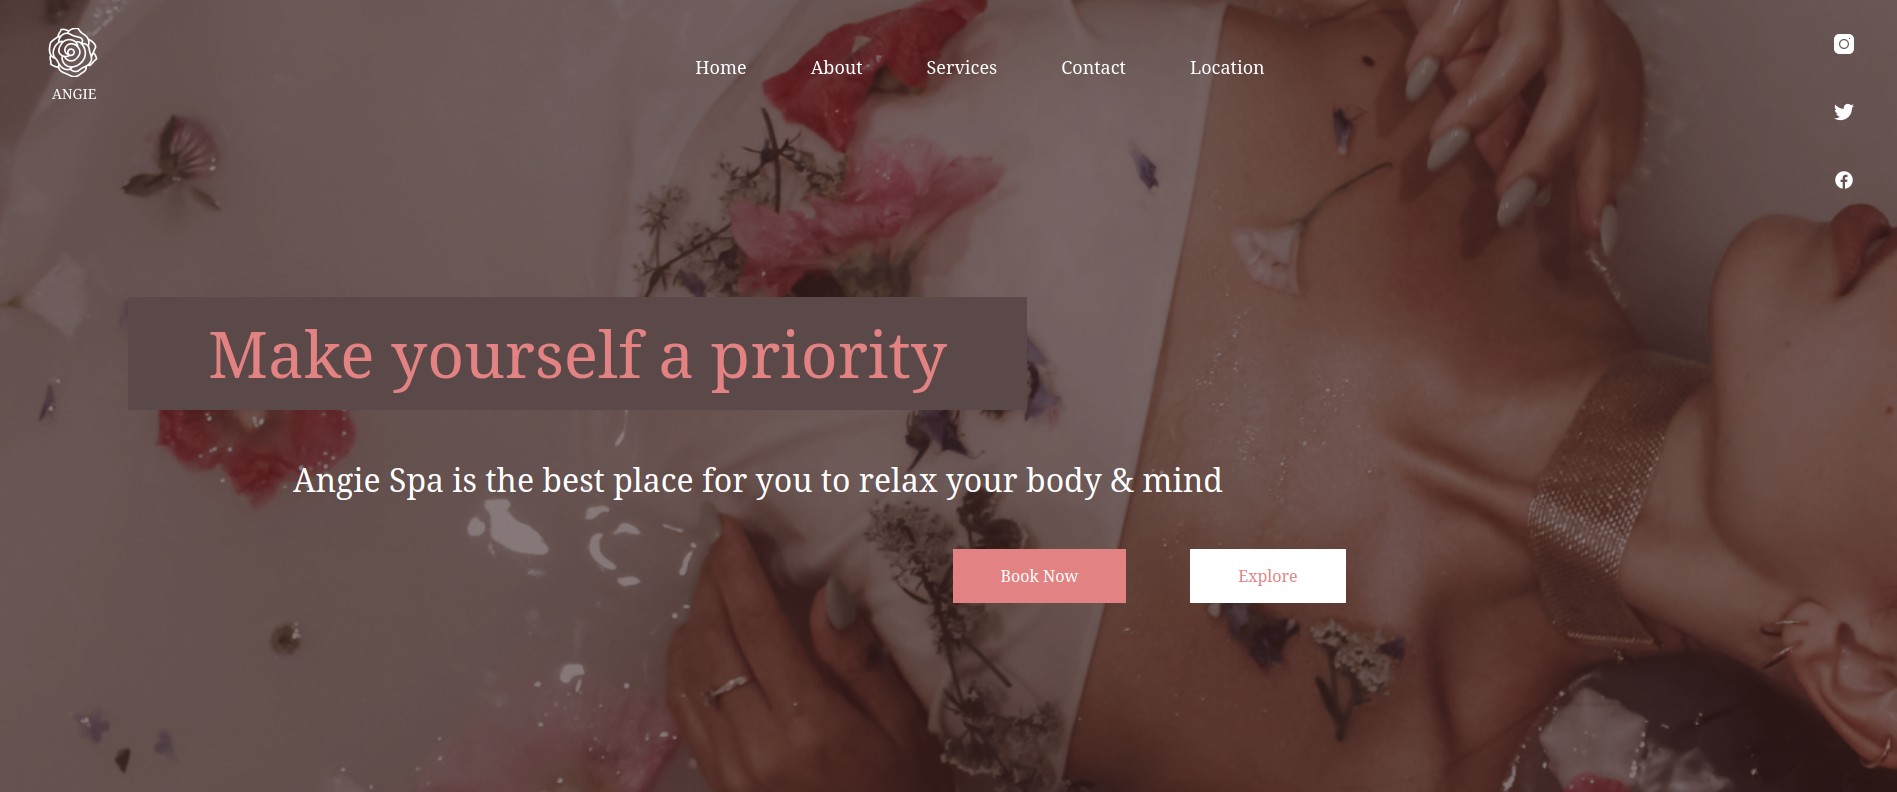 ANGIE
Home
About
Services
Contact
Location
Make yourself a priority
Angie Spa is the best place for you to relax your body & mind
Book Now
Explore